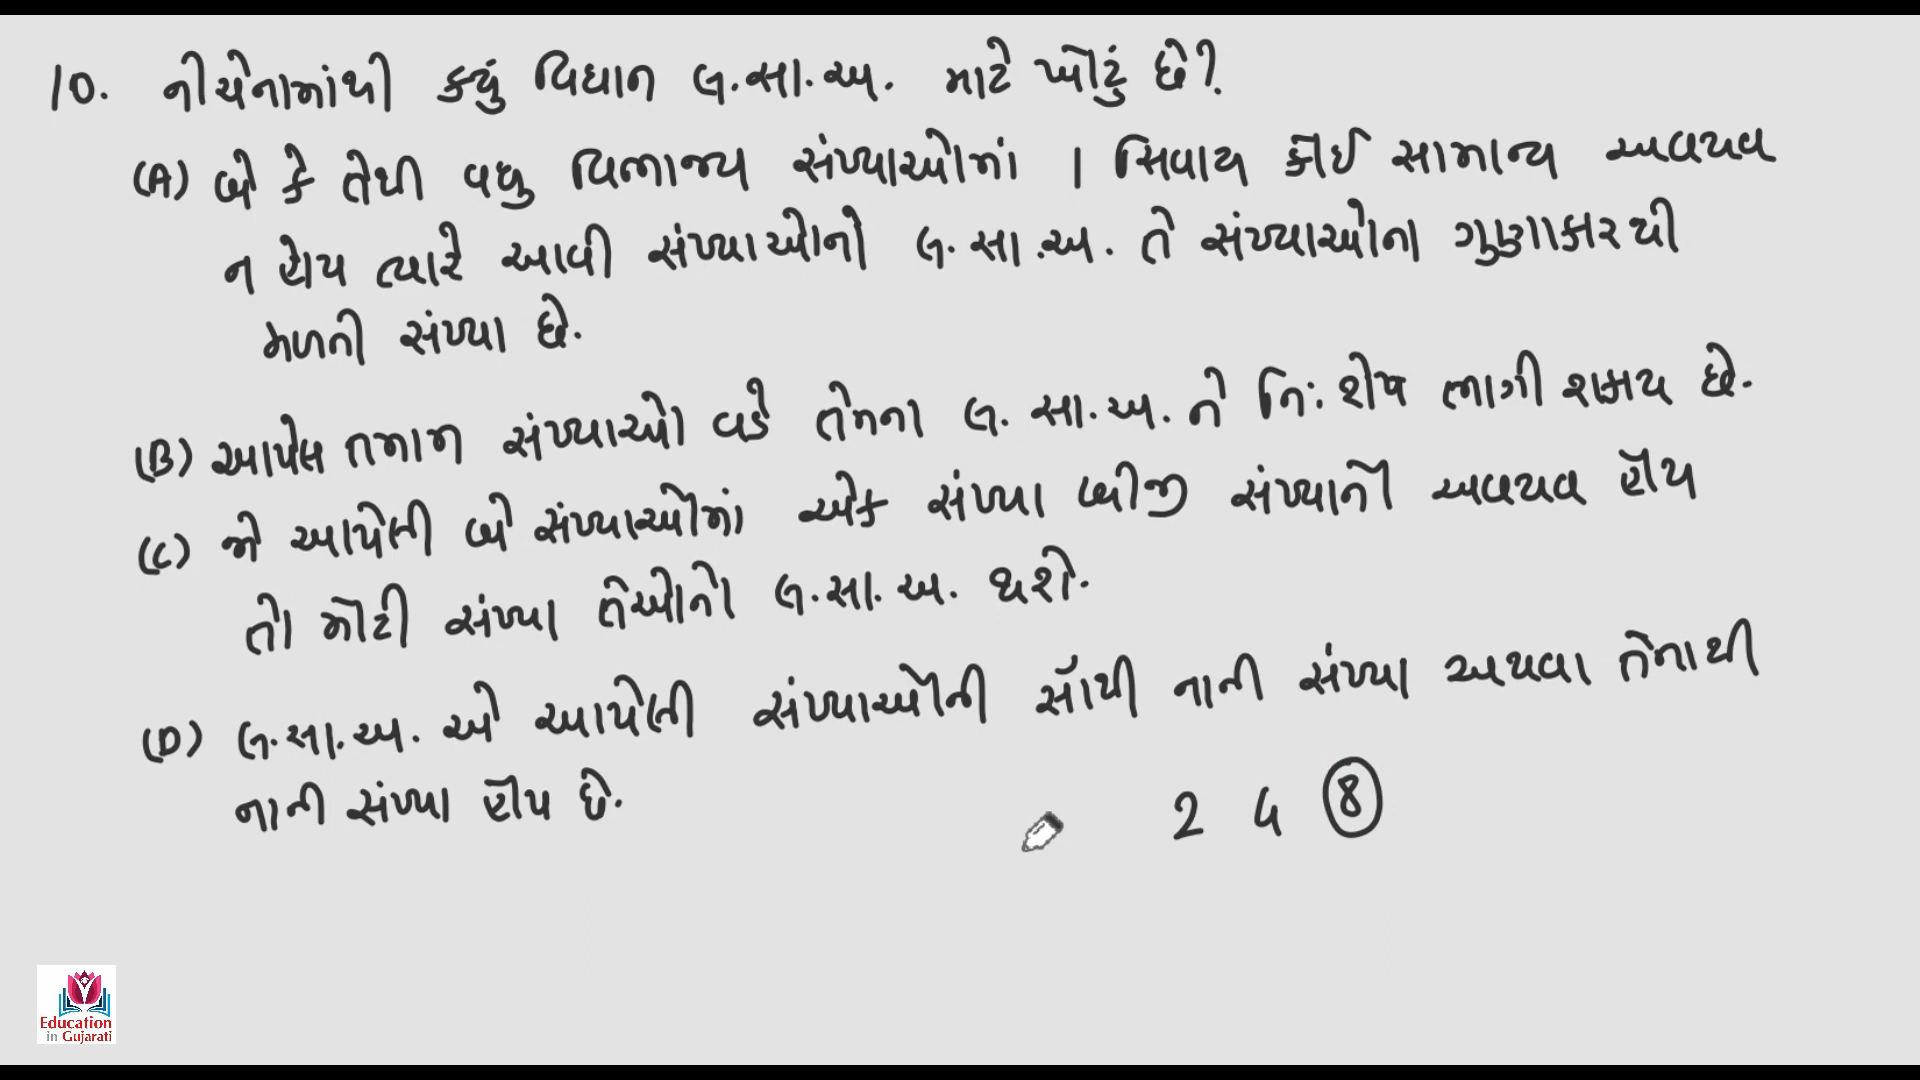 10. નીચેનામાંથી કયું વિધાન લ.સા.અ. માટે ખોટું છે?
(A) બે કે તેથી વધુ વિભાજ્ય સંખ્યાઓમાં 1 સિવાય કોઈ સામાન્ય અવયવ
ન હોય ત્યારે આવી સંખ્યાઓનો લ.સા.અ. તે સંખ્યાઓના ગુણાકારથી
મળતી સંખ્યા છે.
(B) આપેલ તમામ સંખ્યાઓ વડે તેમના લ.સા.અ. ને નિ:શેષ ભાગી શકાય છે.
(C) જો આપેલી બે સંખ્યાઓમાં એક સંખ્યા બીજી સંખ્યાનો અવયવ હોય
તો મોટી સંખ્યા તેઓનો લ.સા.અ. થશે.
(D) લ.સા.અ. એ આપેલી સંખ્યાઓની સૌથી નાની સંખ્યા અથવા તેનાથી
નાની સંખ્યા હોય છે.
2 4 8
Education
in Gujarati